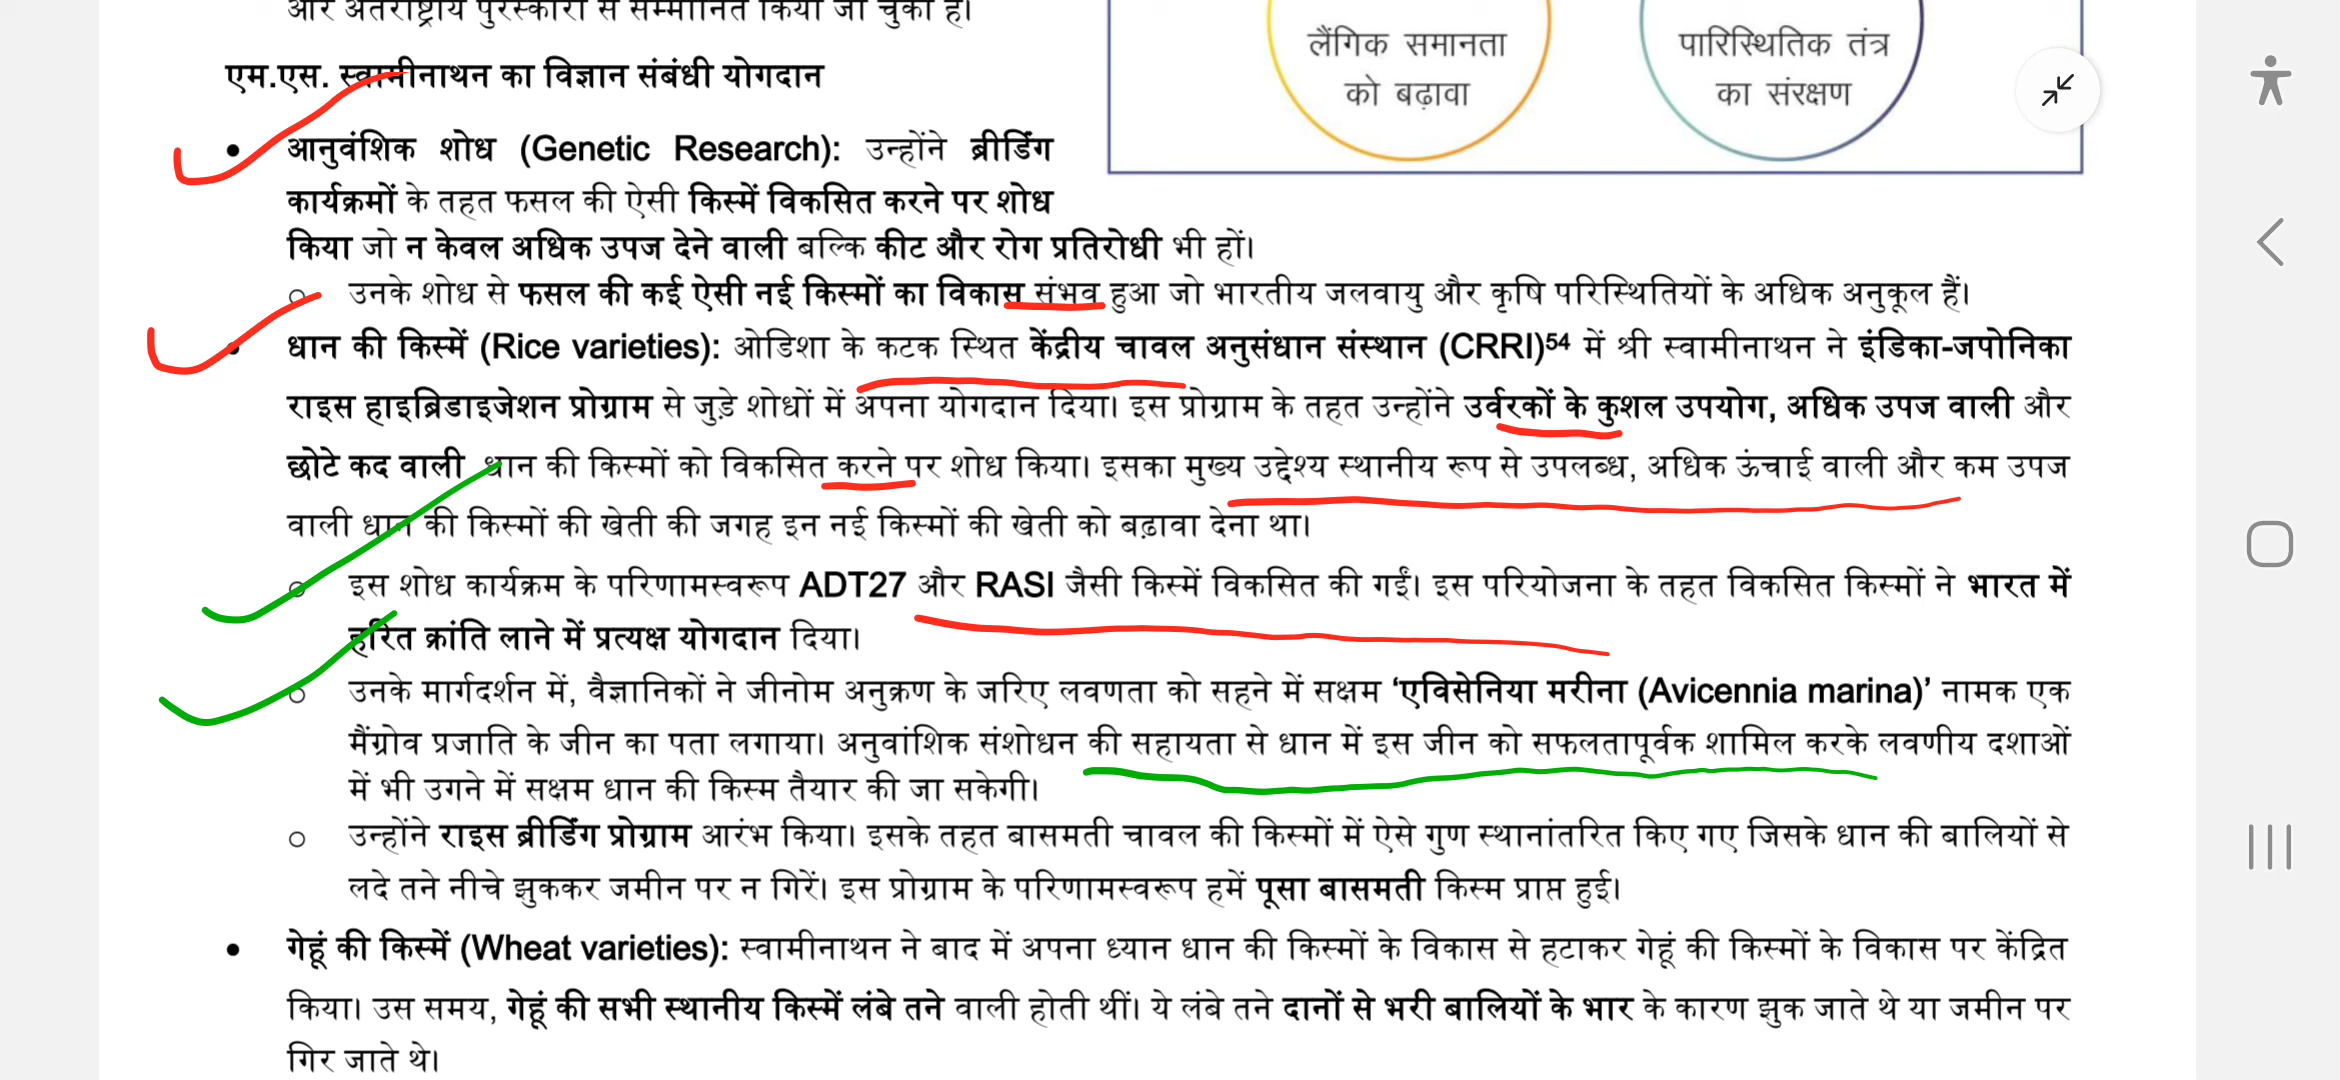 और अंतर्राष्ट्रीय पुरस्कारों से सम्मानित किया जा चुका है।
लैंगिक समानता
को बढ़ावा
पारिस्थितिक तंत्र
का संरक्षण
एम.एस. स्वामीनाथन का विज्ञान संबंधी योगदान
• आनुवंशिक शोध (Genetic Research): उन्होंने ब्रीडिंग
कार्यक्रमों के तहत फसल की ऐसी किस्में विकसित करने पर शोध
किया जो न केवल अधिक उपज देने वाली बल्कि कीट और रोग प्रतिरोधी भी हों।
o उनके शोध से फसल की कई ऐसी नई किस्मों का विकास संभव हुआ जो भारतीय जलवायु और कृषि परिस्थितियों के अधिक अनुकूल हैं।
• धान की किस्में (Rice varieties): ओडिशा के कटक स्थित केंद्रीय चावल अनुसंधान संस्थान (CRRI)54 में श्री स्वामीनाथन ने इंडिका-जपोनिका
राइस हाइब्रिडाइजेशन प्रोग्राम से जुड़े शोधों में अपना योगदान दिया। इस प्रोग्राम के तहत उन्होंने उर्वरकों के कुशल उपयोग, अधिक उपज वाली और
छोटे कद वाली धान की किस्मों को विकसित करने पर शोध किया। इसका मुख्य उद्देश्य स्थानीय रूप से उपलब्ध, अधिक ऊंचाई वाली और कम उपज
वाली धान की किस्मों की खेती की जगह इन नई किस्मों की खेती को बढ़ावा देना था।
o इस शोध कार्यक्रम के परिणामस्वरूप ADT27 और RASI जैसी किस्में विकसित की गईं। इस परियोजना के तहत विकसित किस्मों ने भारत में
हरित क्रांति लाने में प्रत्यक्ष योगदान दिया।
o उनके मार्गदर्शन में, वैज्ञानिकों ने जीनोम अनुक्रण के जरिए लवणता को सहने में सक्षम ‘एविसेनिया मरीना (Avicennia marina)’ नामक एक
मैंग्रोव प्रजाति के जीन का पता लगाया। अनुवांशिक संशोधन की सहायता से धान में इस जीन को सफलतापूर्वक शामिल करके लवणीय दशाओं
में भी उगने में सक्षम धान की किस्म तैयार की जा सकेगी।
o उन्होंने राइस ब्रीडिंग प्रोग्राम आरंभ किया। इसके तहत बासमती चावल की किस्मों में ऐसे गुण स्थानांतरित किए गए जिसके धान की बालियों से
लदे तने नीचे झुककर जमीन पर न गिरें। इस प्रोग्राम के परिणामस्वरूप हमें पूसा बासमती किस्म प्राप्त हुई।
• गेहूं की किस्में (Wheat varieties): स्वामीनाथन ने बाद में अपना ध्यान धान की किस्मों के विकास से हटाकर गेहूं की किस्मों के विकास पर केंद्रित
किया। उस समय, गेहूं की सभी स्थानीय किस्में लंबे तने वाली होती थीं। ये लंबे तने दानों से भरी बालियों के भार के कारण झुक जाते थे या जमीन पर
गिर जाते थे।